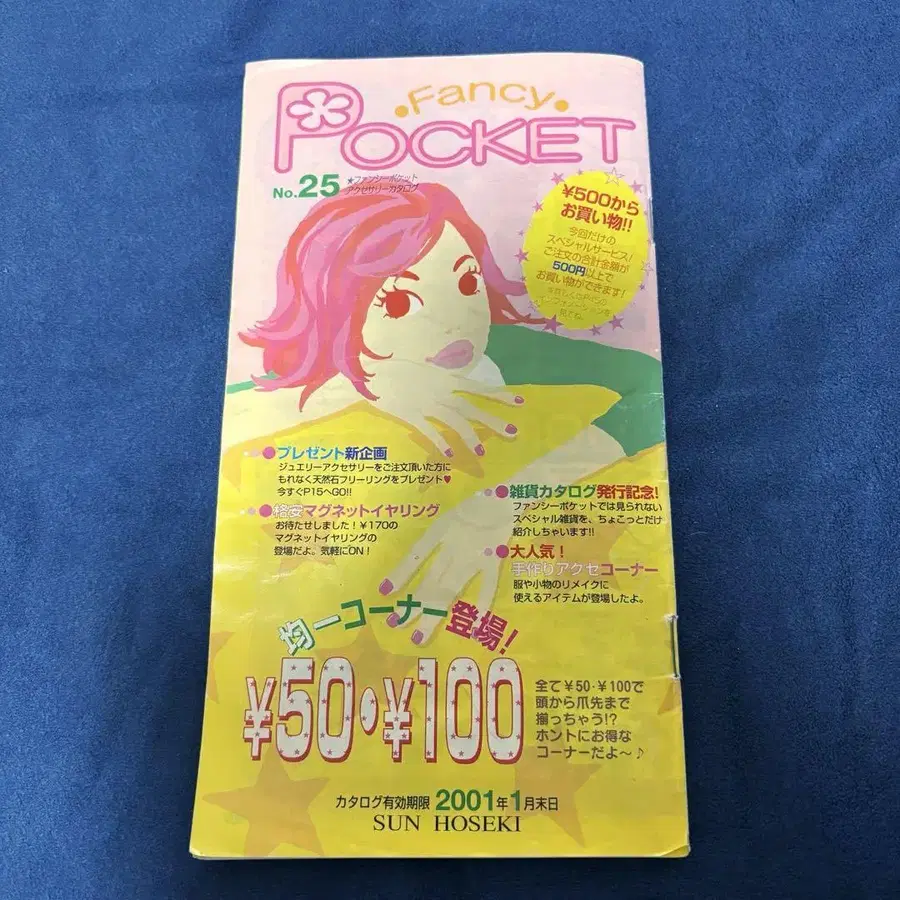 Fancy
POCKET
No.25
★ファンシーポケット
アクセサリーカタログ
¥500から
お買い物!!
今回だけの
スペシャルサービス!
ご注文の合計金額が
500円以上で
お買い物ができます!
プレゼント新企画
ジュエリーアクセサリーをご注文頂いた方に
もれなく天然石フリーリングをプレゼント♥
今すぐP15へGO!!
格安マグネットイヤリング
お待たせしました!¥170の
マグネットイヤリングの
登場だよ。気軽にON!
雑貨カタログ発行記念!
ファンシーポケットでは見られない
スペシャル雑貨を、ちょこっとだけ
紹介しちゃいます!!
大人気!
手作りアクセコーナー
服や小物のリメイクに
使えるアイテムが登場したよ。
均一コーナー登場!
¥50・¥100
全て¥50・¥100で
頭から爪先まで
揃っちゃう!?
ホントにお得な
コーナーだよ〜♪
カタログ有効期限 2001年1月末日
SUN HOSEKI